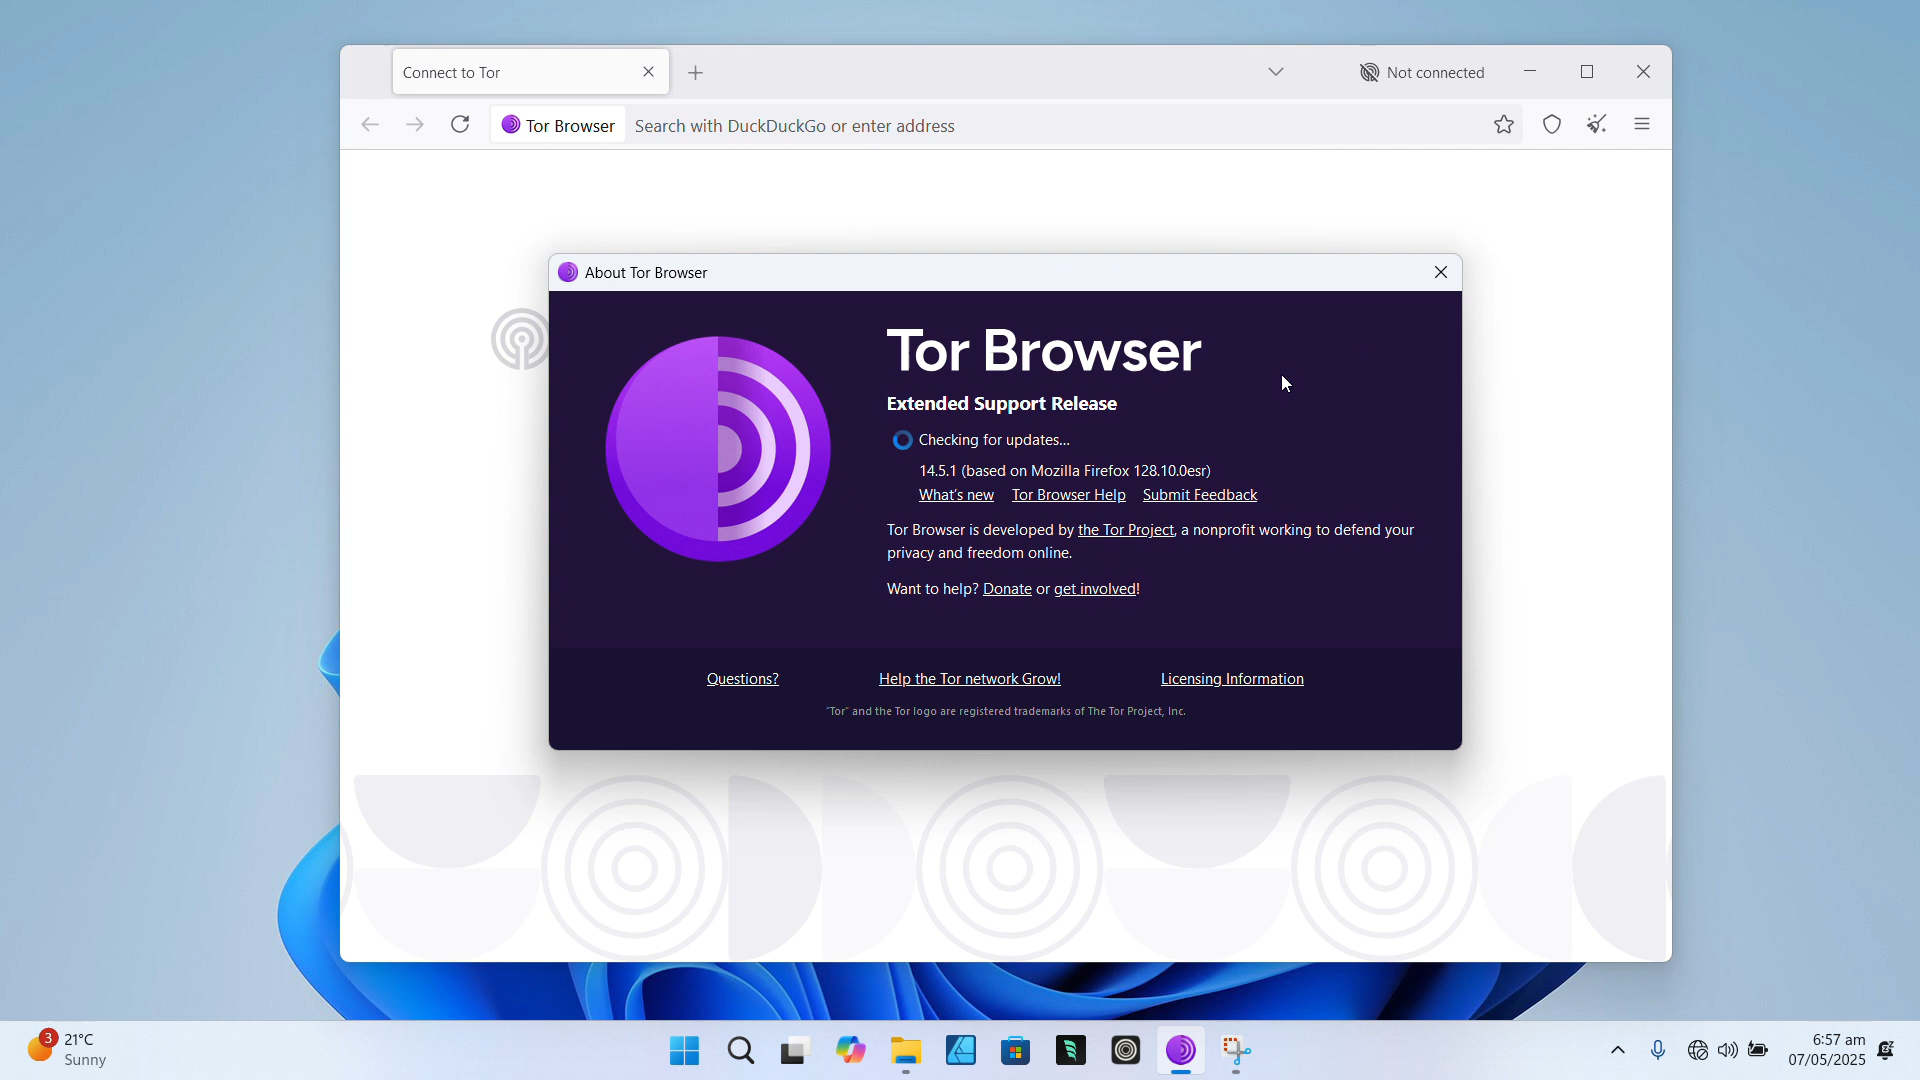 Connect to Tor
Not connected
Tor Browser
Search with DuckDuckGo or enter address
About Tor Browser
Tor Browser
Extended Support Release
Checking for updates...
14.5.1 (based on Mozilla Firefox 128.10.0esr)
What's new Tor Browser Help Submit Feedback
Tor Browser is developed by the Tor Project, a nonprofit working to defend your
privacy and freedom online.
Want to help? Donate or get involved!
Questions? Help the Tor network Grow! Licensing Information
"Tor" and the Tor logo are registered trademarks of The Tor Project, Inc.
3
21°C
Sunny
6:57 am
07/05/2025